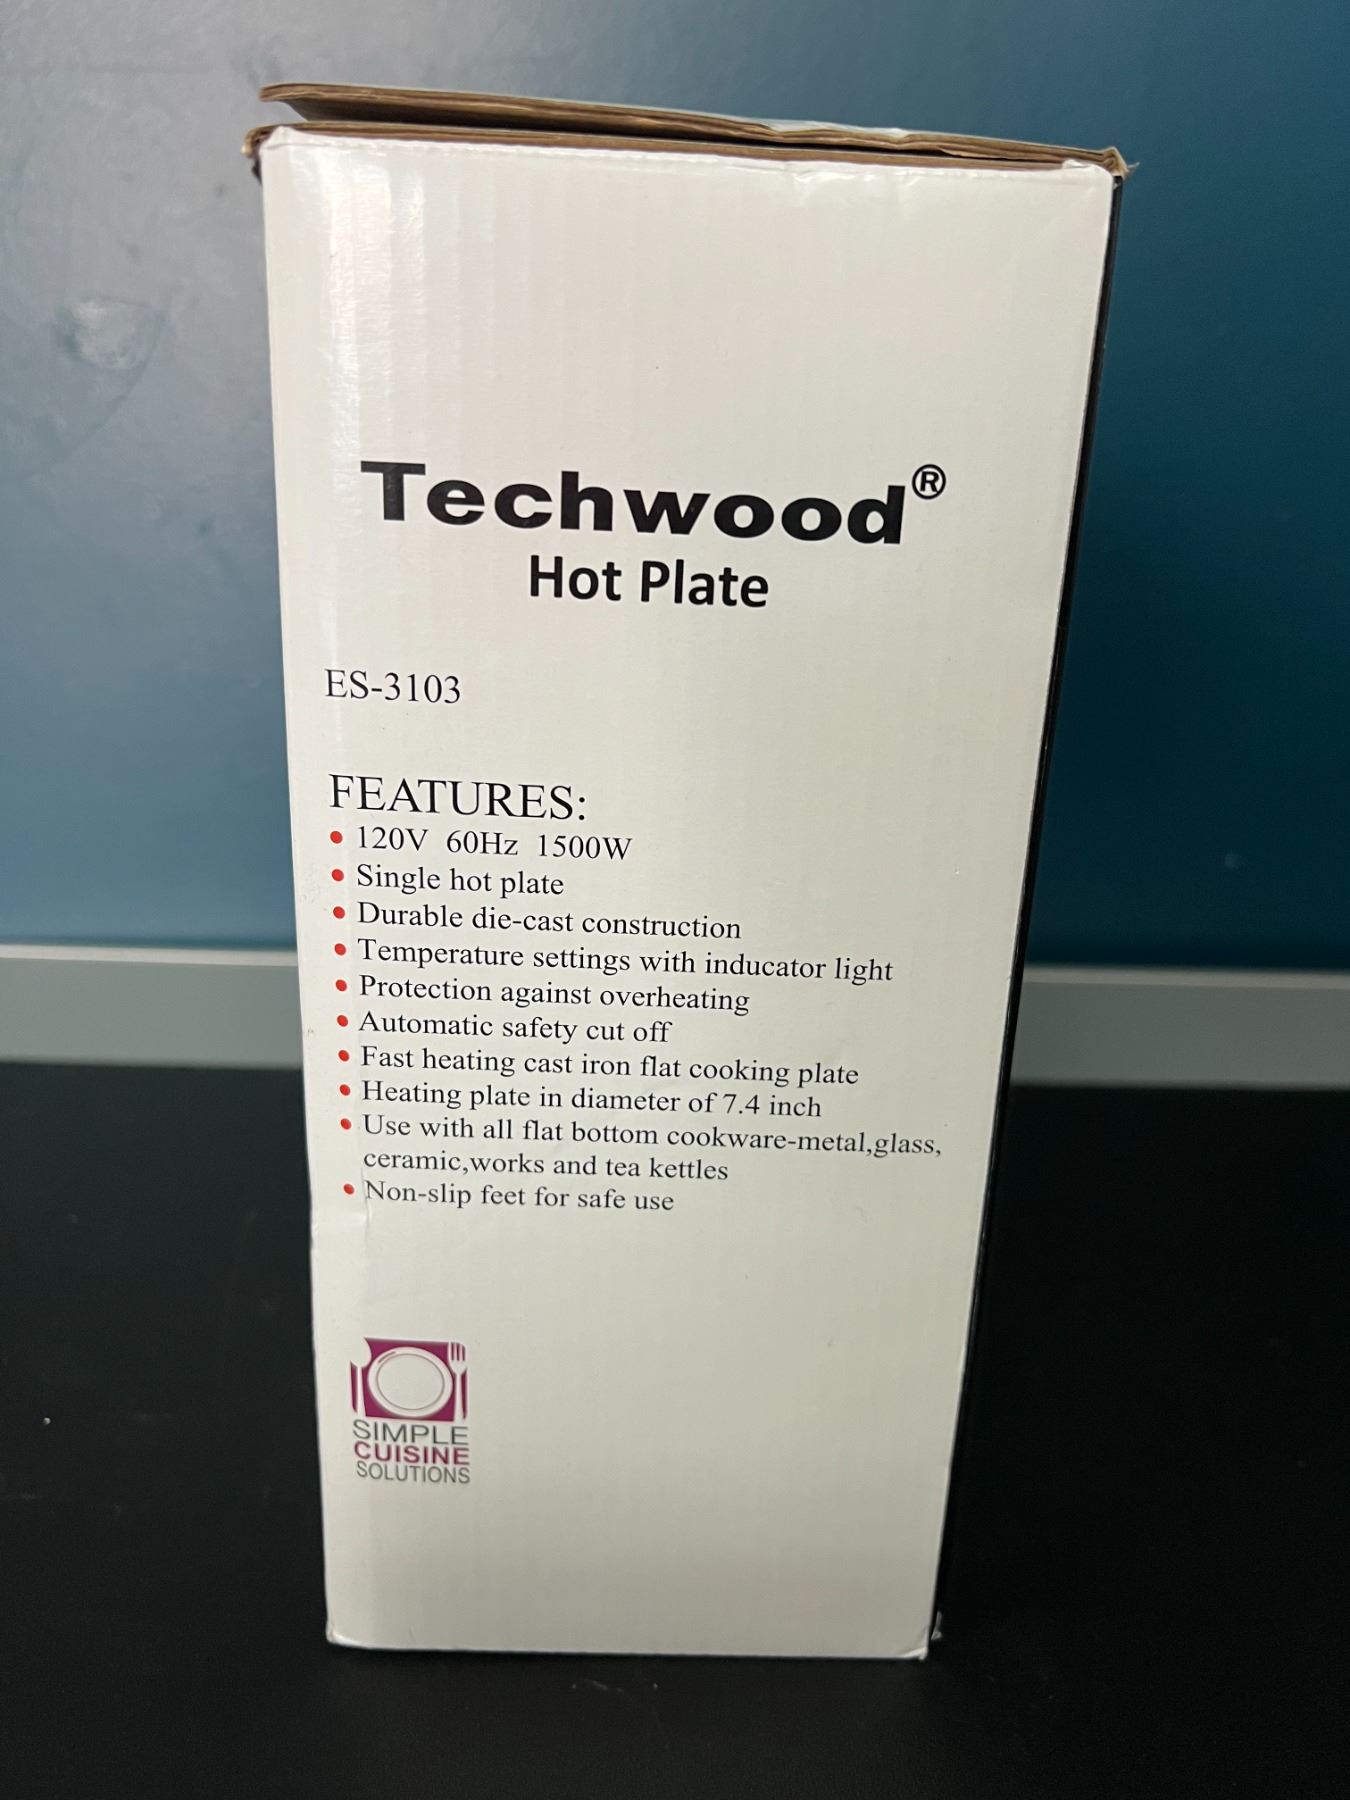 Techwood®
Hot Plate
ES-3103
FEATURES:
• 120V 60Hz 1500W
• Single hot plate
• Durable die-cast construction
• Temperature settings with inducator light
• Protection against overheating
• Automatic safety cut off
• Fast heating cast iron flat cooking plate
• Heating plate in diameter of 7.4 inch
• Use with all flat bottom cookware-metal,glass,
ceramic,works and tea kettles
• Non-slip feet for safe use
SIMPLE
CUISINE
SOLUTIONS